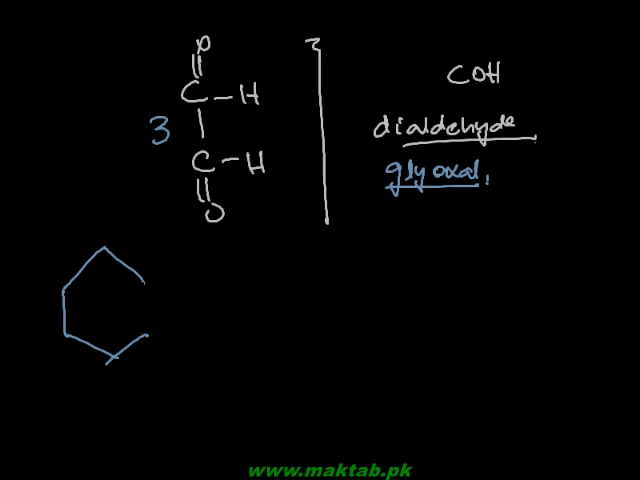 O
C-H
3
C-H
O
COH
dialdehyde
glyoxal.
www.maktab.pk